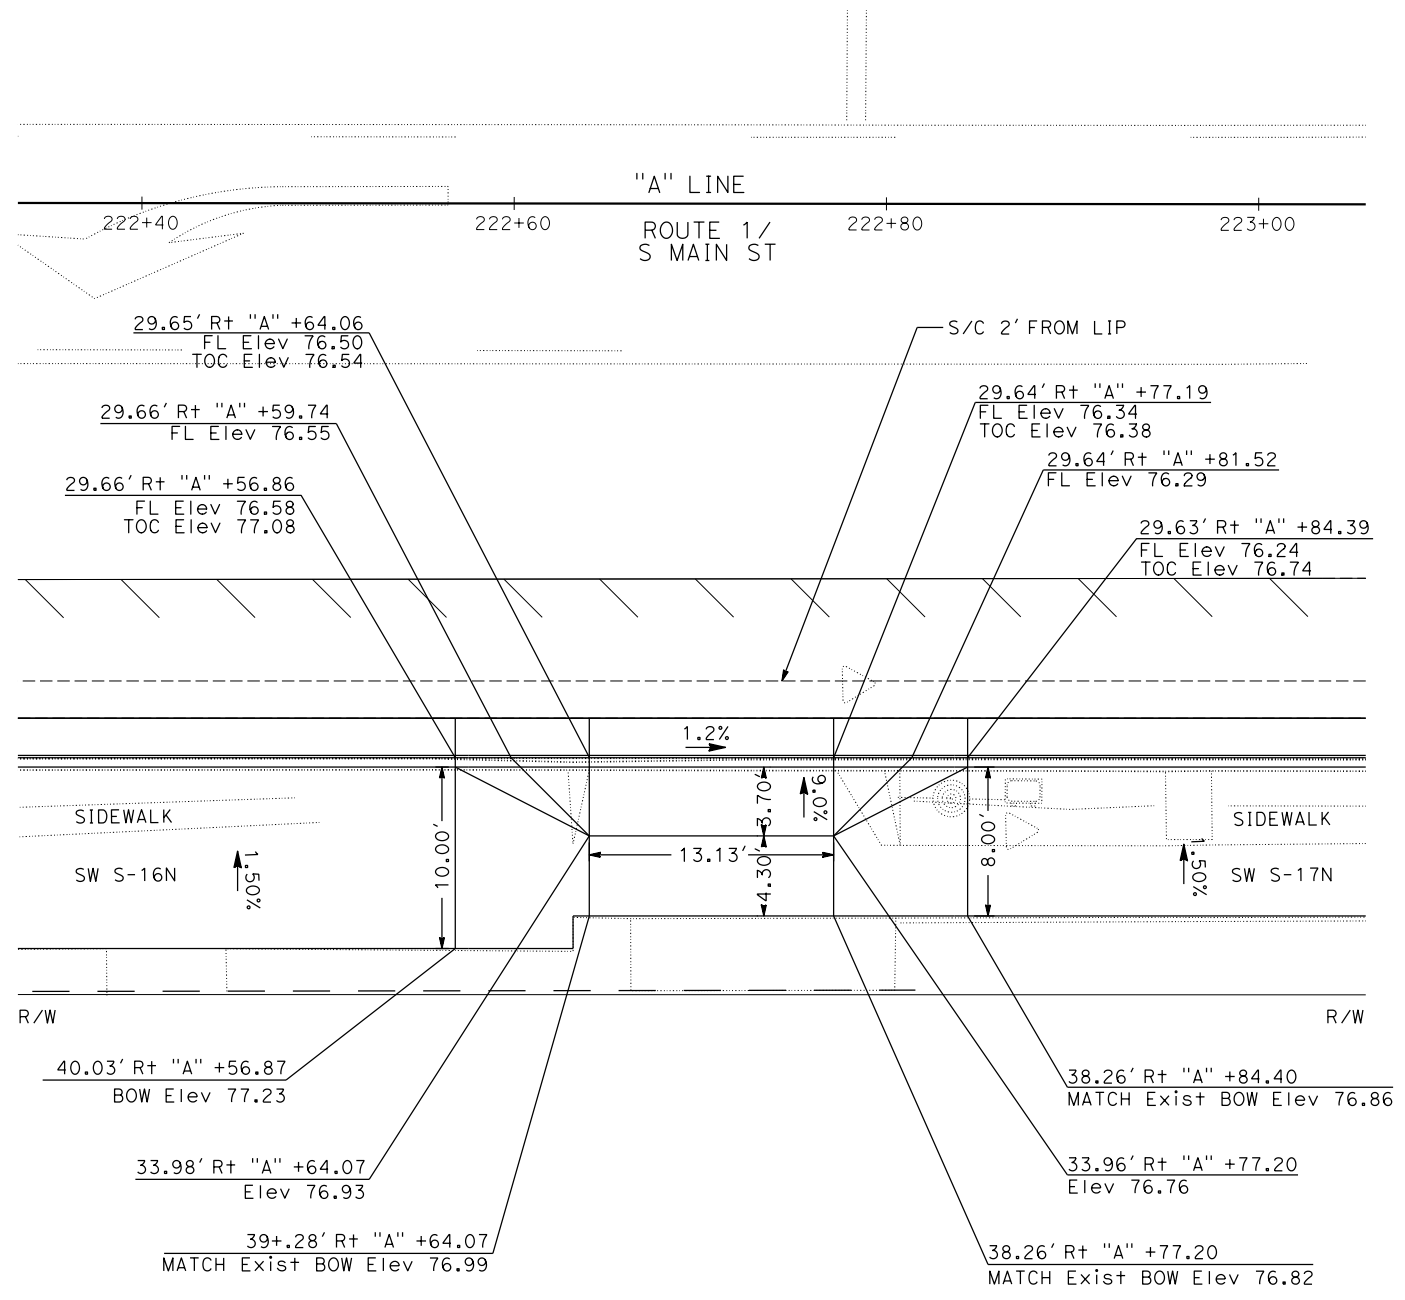 "A" LINE
222+40
222+60
222+80
223+00
ROUTE 1/
S MAIN ST
29.65' Rt "A" +64.06
FL Elev 76.50
TOC Elev 76.54
S/C 2' FROM LIP
29.66' Rt "A" +59.74
FL Elev 76.55
29.64' Rt "A" +77.19
FL Elev 76.34
TOC Elev 76.38
29.66' Rt "A" +56.86
FL Elev 76.58
TOC Elev 77.08
29.64' Rt "A" +81.52
FL Elev 76.29
29.63' Rt "A" +84.39
FL Elev 76.24
TOC Elev 76.74
1.2%
3.70'
9.0%
SIDEWALK
SIDEWALK
10.00'
13.13'
4.30'
8.00'
SW S-16N
1.50%
1.50%
SW S-17N
R/W
R/W
40.03' Rt "A" +56.87
BOW Elev 77.23
38.26' Rt "A" +84.40
MATCH Exist BOW Elev 76.86
33.98' Rt "A" +64.07
Elev 76.93
33.96' Rt "A" +77.20
Elev 76.76
39+.28' Rt "A" +64.07
MATCH Exist BOW Elev 76.99
38.26' Rt "A" +77.20
MATCH Exist BOW Elev 76.82